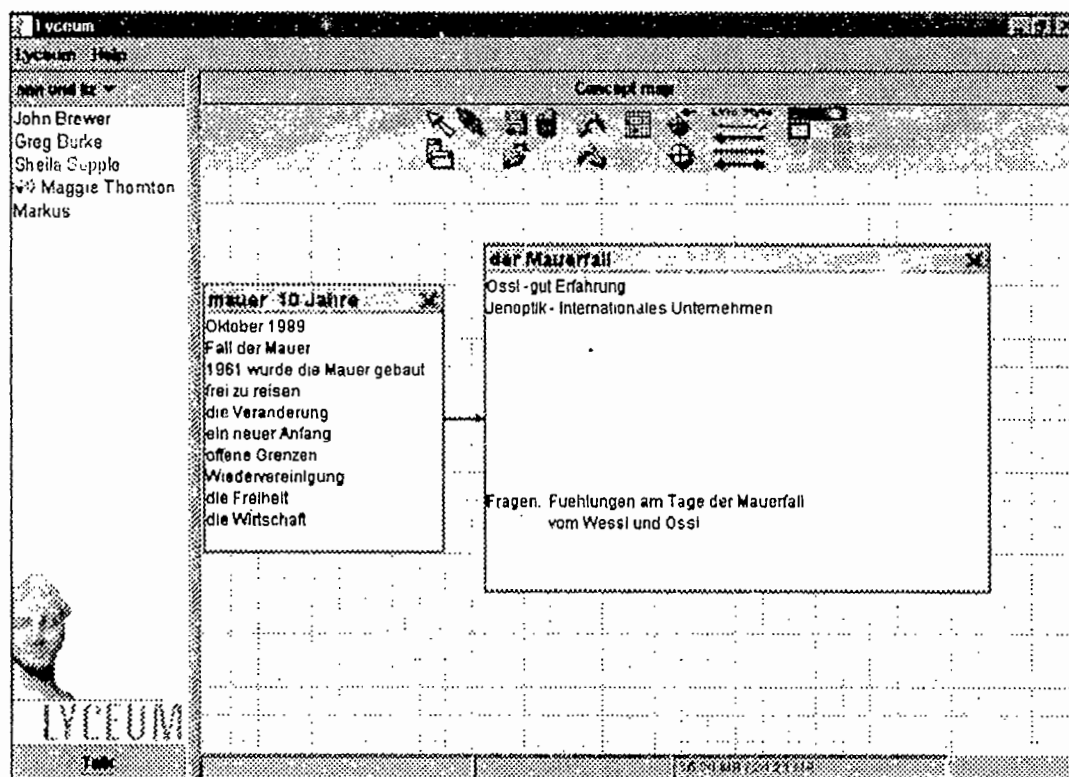 Lyceum
Lyceum Help
Concept map
John Brewer
Greg Burke
Sheila Supple
Maggie Thornton
Markus
mauer 10 Jahre
Oktober 1989
Fall der Mauer
1961 wurde die Mauer gebaut
frei zu reisen
die Veranderung
ein neuer Anfang
offene Grenzen
Wiedervereinigung
die Freiheit
die Wirtschaft
der Mauerfall
Ossi - gut Erfahrung
Jenoptik - Internationales Unternehmen
Fragen. Fuehlungen am Tage der Mauerfall
vom Wessi und Ossi
LYCEUM
Talk